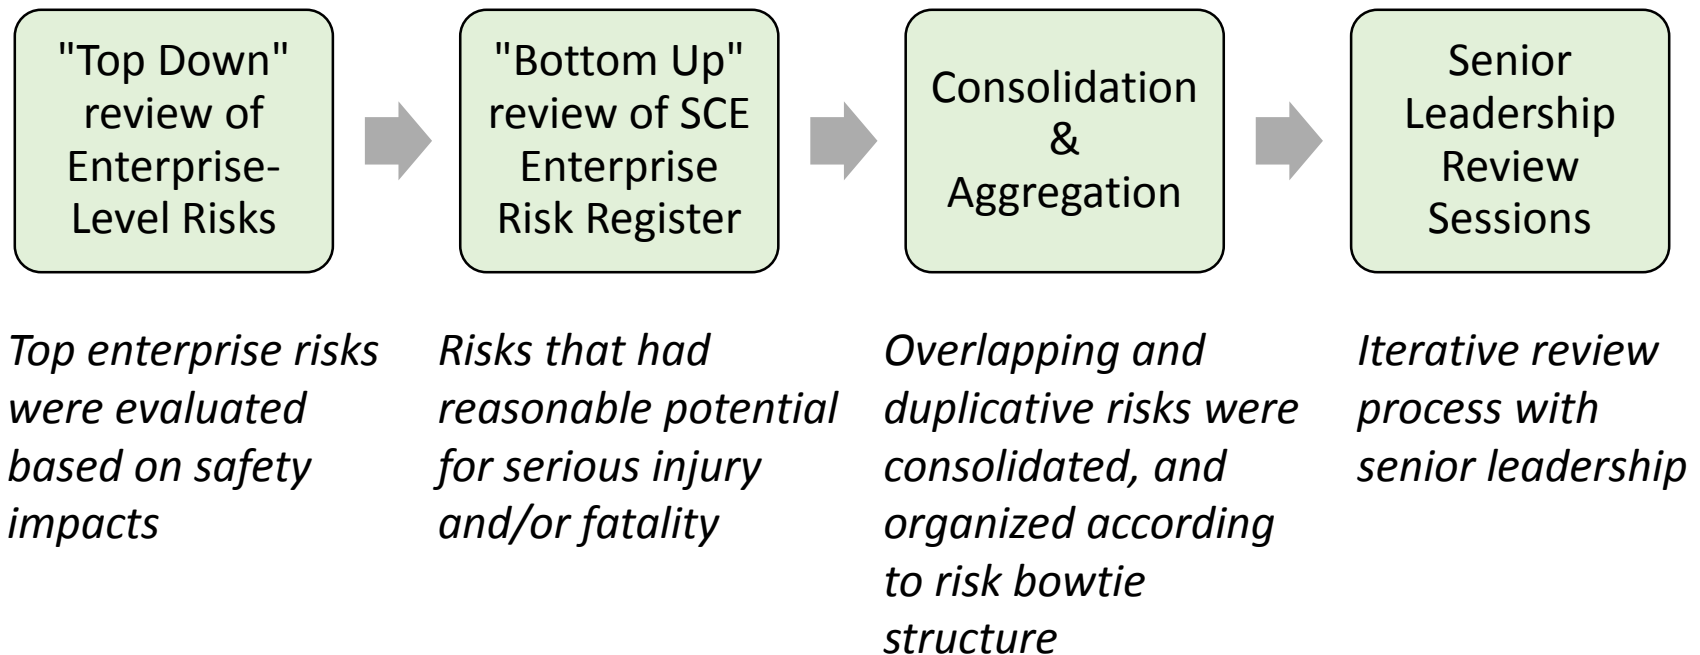 "Top Down"
review of
Enterprise-
Level Risks
"Bottom Up"
review of SCE
Enterprise
Risk Register
Consolidation
&
Aggregation
Senior
Leadership
Review
Sessions
Top enterprise risks
were evaluated
based on safety
impacts
Risks that had
reasonable potential
for serious injury
and/or fatality
Overlapping and
duplicative risks were
consolidated, and
organized according
to risk bowtie
structure
Iterative review
process with
senior leadership